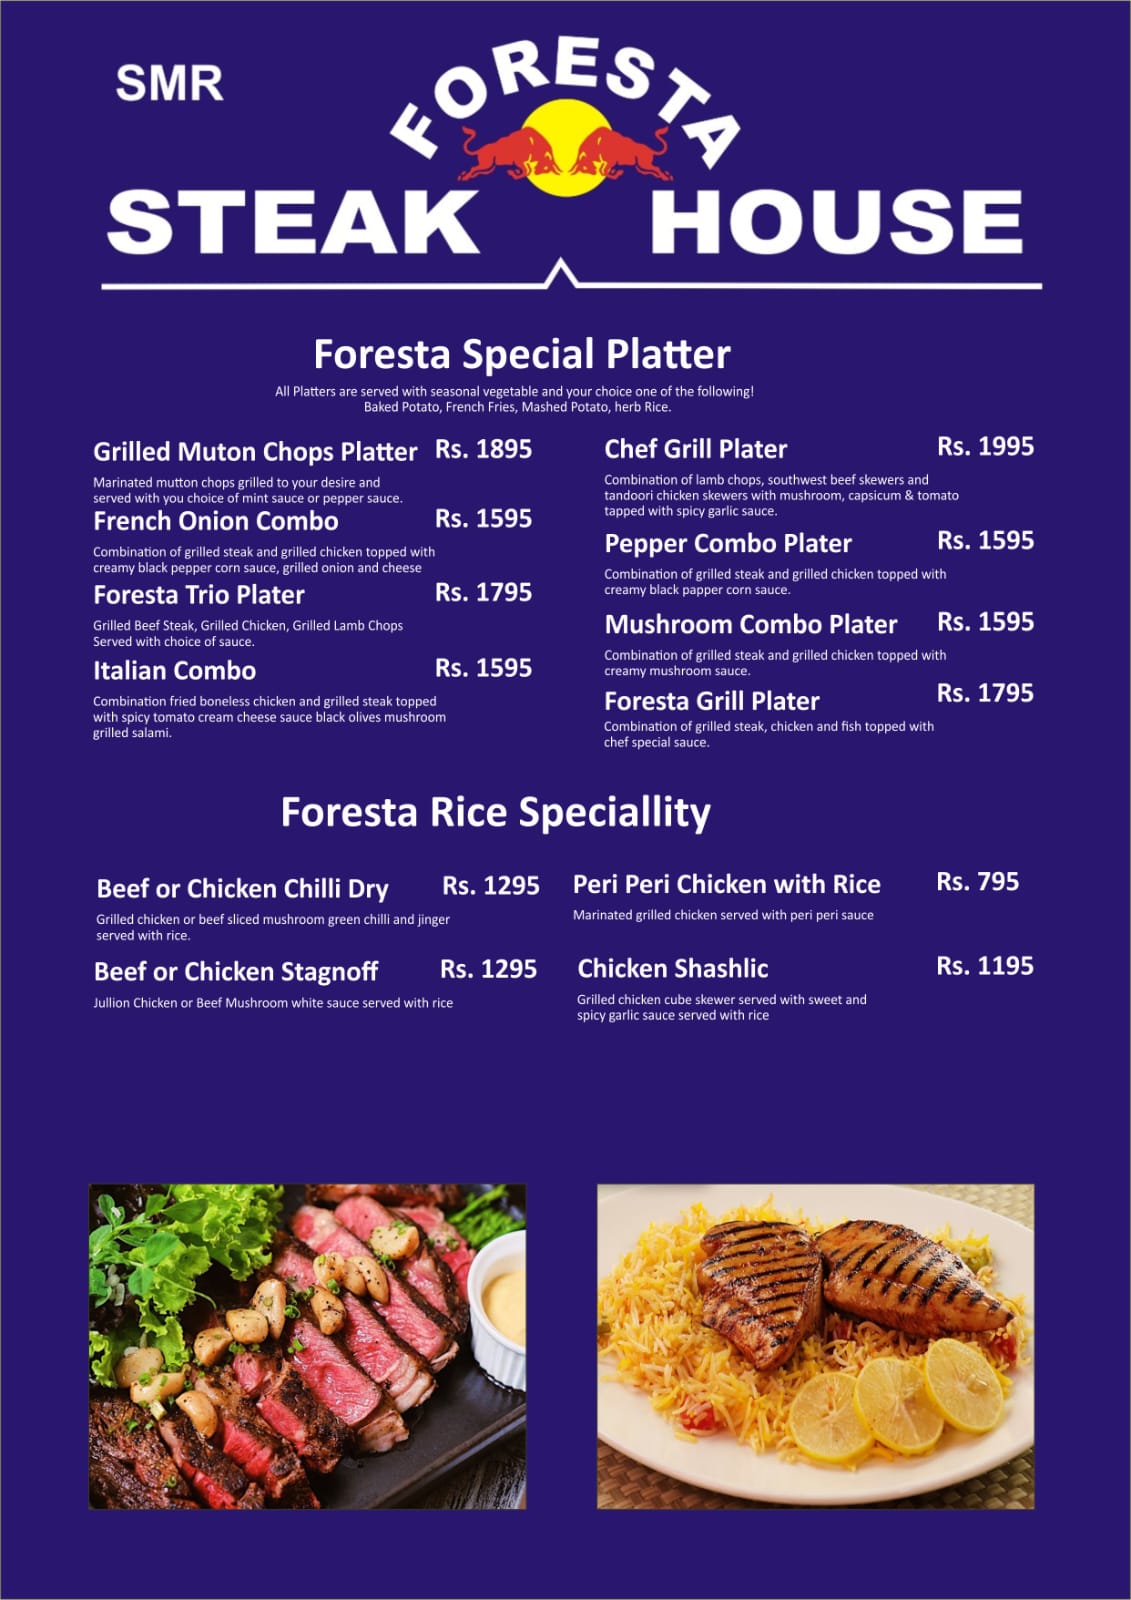 SMR
FORESTA
STEAK HOUSE
Foresta Special Platter
All Platters are served with seasonal vegetable and your choice one of the following!
Baked Potato, French Fries, Mashed Potato, herb Rice.
Grilled Muton Chops Platter Rs. 1895
Marinated mutton chops grilled to your desire and
served with you choice of mint sauce or pepper sauce.
French Onion Combo Rs. 1595
Combination of grilled steak and grilled chicken topped with
creamy black pepper corn sauce, grilled onion and cheese
Foresta Trio Plater Rs. 1795
Grilled Beef Steak, Grilled Chicken, Grilled Lamb Chops
Served with choice of sauce.
Italian Combo Rs. 1595
Combination fried boneless chicken and grilled steak topped
with spicy tomato cream cheese sauce black olives mushroom
grilled salami.
Chef Grill Plater Rs. 1995
Combination of lamb chops, southwest beef skewers and
tandoori chicken skewers with mushroom, capsicum & tomato
tapped with spicy garlic sauce.
Pepper Combo Plater Rs. 1595
Combination of grilled steak and grilled chicken topped with
creamy black papper corn sauce.
Mushroom Combo Plater Rs. 1595
Combination of grilled steak and grilled chicken topped with
creamy mushroom sauce.
Foresta Grill Plater Rs. 1795
Combination of grilled steak, chicken and fish topped with
chef special sauce.
Foresta Rice Speciallity
Beef or Chicken Chilli Dry Rs. 1295
Grilled chicken or beef sliced mushroom green chilli and jinger
served with rice.
Beef or Chicken Stagnoff Rs. 1295
Jullion Chicken or Beef Mushroom white sauce served with rice
Peri Peri Chicken with Rice Rs. 795
Marinated grilled chicken served with peri peri sauce
Chicken Shashlic Rs. 1195
Grilled chicken cube skewer served with sweet and
spicy garlic sauce served with rice